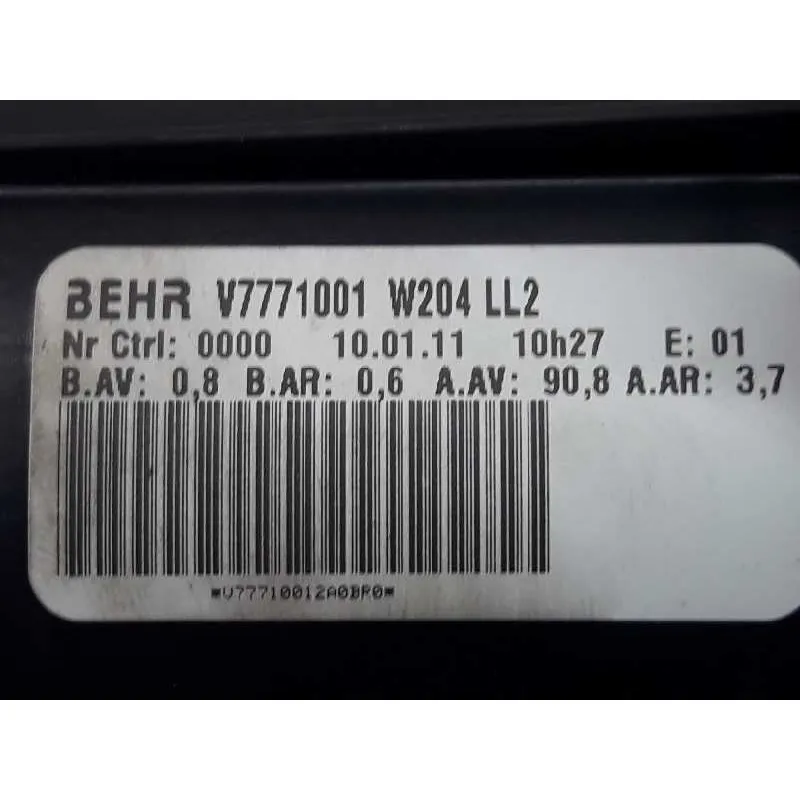 BEHR V7771001 W204 LL2
Nr Ctrl: 0000 10.01.11 10h27 E: 01
B.AV: 0,8 B.AR: 0,6 A.AV: 90,8 A.AR: 3,7
*V77710012A0BR0*